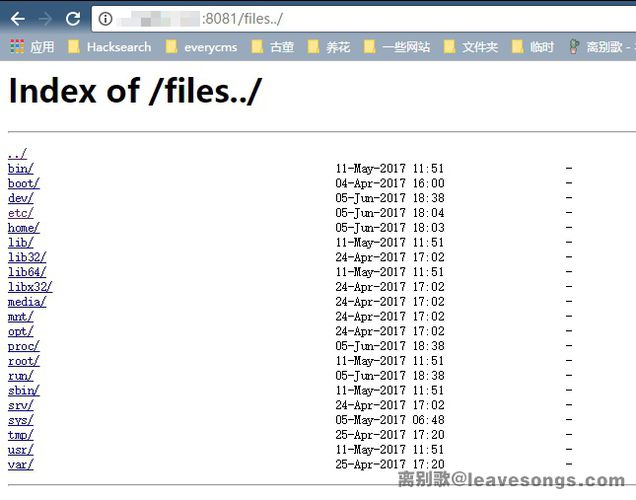 :8081/files../
应用 Hacksearch everycms 古董 养花 一些网站 文件夹 临时 离别歌 -
Index of /files../
../
bin/ 11-May-2017 11:51 -
boot/ 04-Apr-2017 16:00 -
dev/ 05-Jun-2017 18:38 -
etc/ 05-Jun-2017 18:04 -
home/ 05-Jun-2017 18:03 -
lib/ 11-May-2017 11:51 -
lib32/ 24-Apr-2017 17:02 -
lib64/ 11-May-2017 11:51 -
libx32/ 24-Apr-2017 17:02 -
media/ 24-Apr-2017 17:02 -
mnt/ 24-Apr-2017 17:02 -
opt/ 24-Apr-2017 17:02 -
proc/ 05-Jun-2017 18:38 -
root/ 11-May-2017 11:51 -
run/ 05-Jun-2017 18:38 -
sbin/ 11-May-2017 11:51 -
srv/ 24-Apr-2017 17:02 -
sys/ 05-May-2017 06:48 -
tmp/ 25-Apr-2017 17:20 -
usr/ 11-May-2017 11:51 -
var/ 25-Apr-2017 17:20 -
离别歌@leavesongs.com